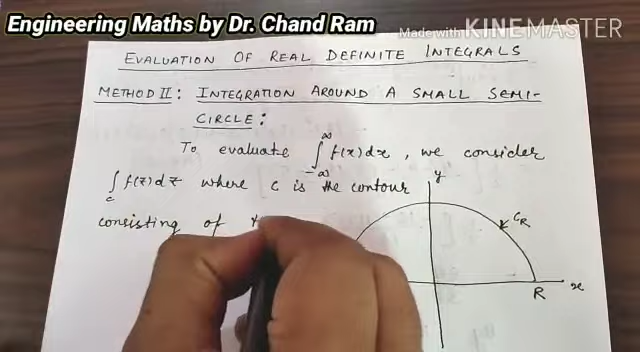 Engineering Maths by Dr. Chand Ram
Made with KINEMASTER
EVALUATION OF REAL DEFINITE INTEGRALS
METHOD II: INTEGRATION AROUND A SMALL SEMI-
CIRCLE:
To evaluate ∫_{-∞}^{∞} f(x)dx, we consider
∫_c f(z)dz where C is the contour
consisting of
y
C_R
R
x